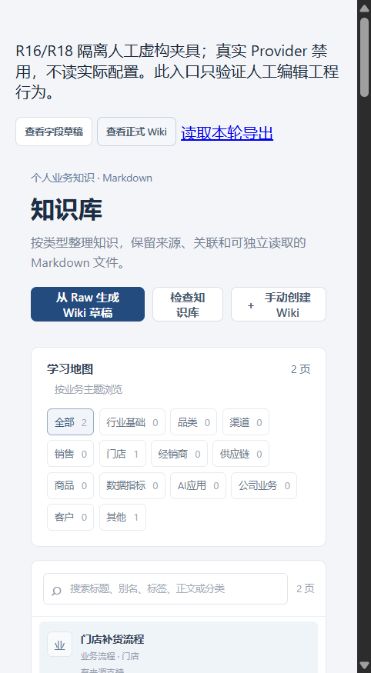 R16/R18 隔离人工虚构夹具；真实 Provider 禁
用，不读实际配置。此入口只验证人工编辑工程
行为。
查看字段草稿 查看正式 Wiki 读取本轮导出
个人业务知识 · Markdown
知识库
按类型整理知识，保留来源、关联和可独立读取的
Markdown 文件。
从 Raw 生成
Wiki 草稿
检查知
识库
+ 手动创建
Wiki
学习地图 2 页
按业务主题浏览
全部 2 行业基础 0 品类 0 渠道 0
销售 0 门店 1 经销商 0 供应链 0
商品 0 数据指标 0 AI应用 0 公司业务 0
客户 0 其他 1
搜索标题、别名、标签、正文或分类 2 页
业 门店补货流程
业务流程 · 门店
有来源支持